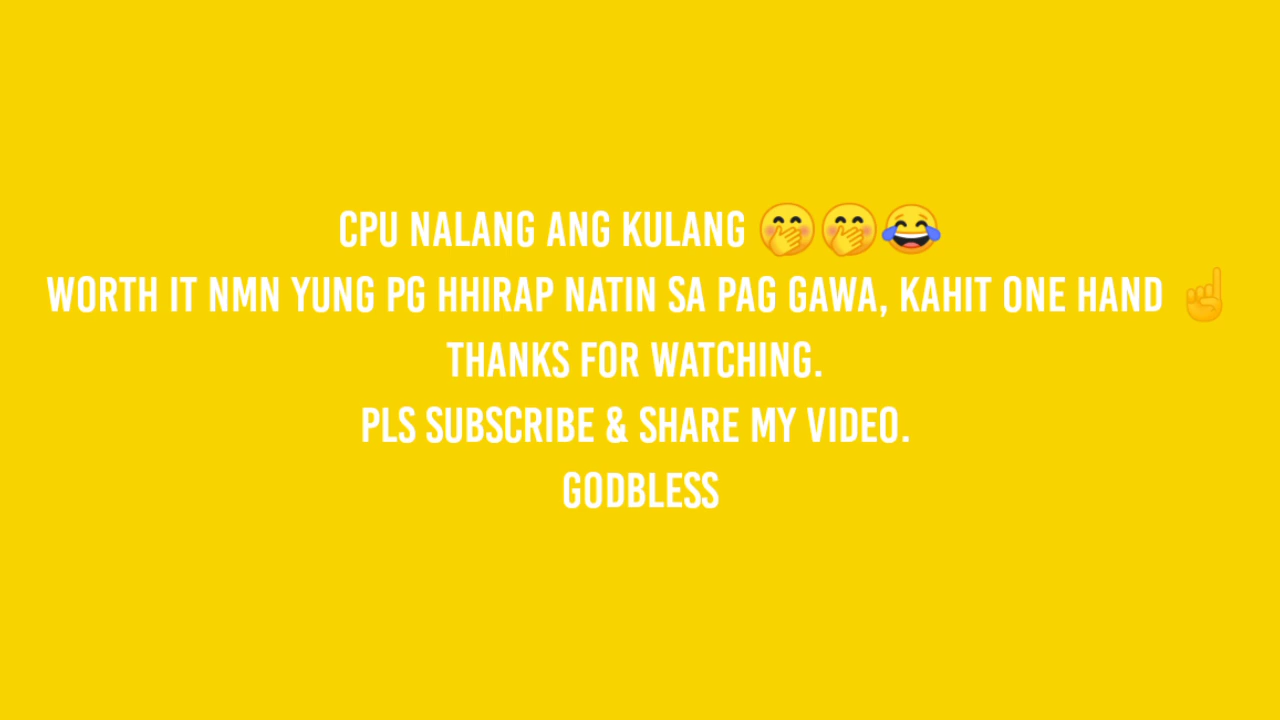 CPU NALANG ANG KULANG 🤭🤭😂
WORTH IT NMN YUNG PG HHIRAP NATIN SA PAG GAWA, KAHIT ONE HAND ☝
THANKS FOR WATCHING.
PLS SUBSCRIBE & SHARE MY VIDEO.
GODBLESS